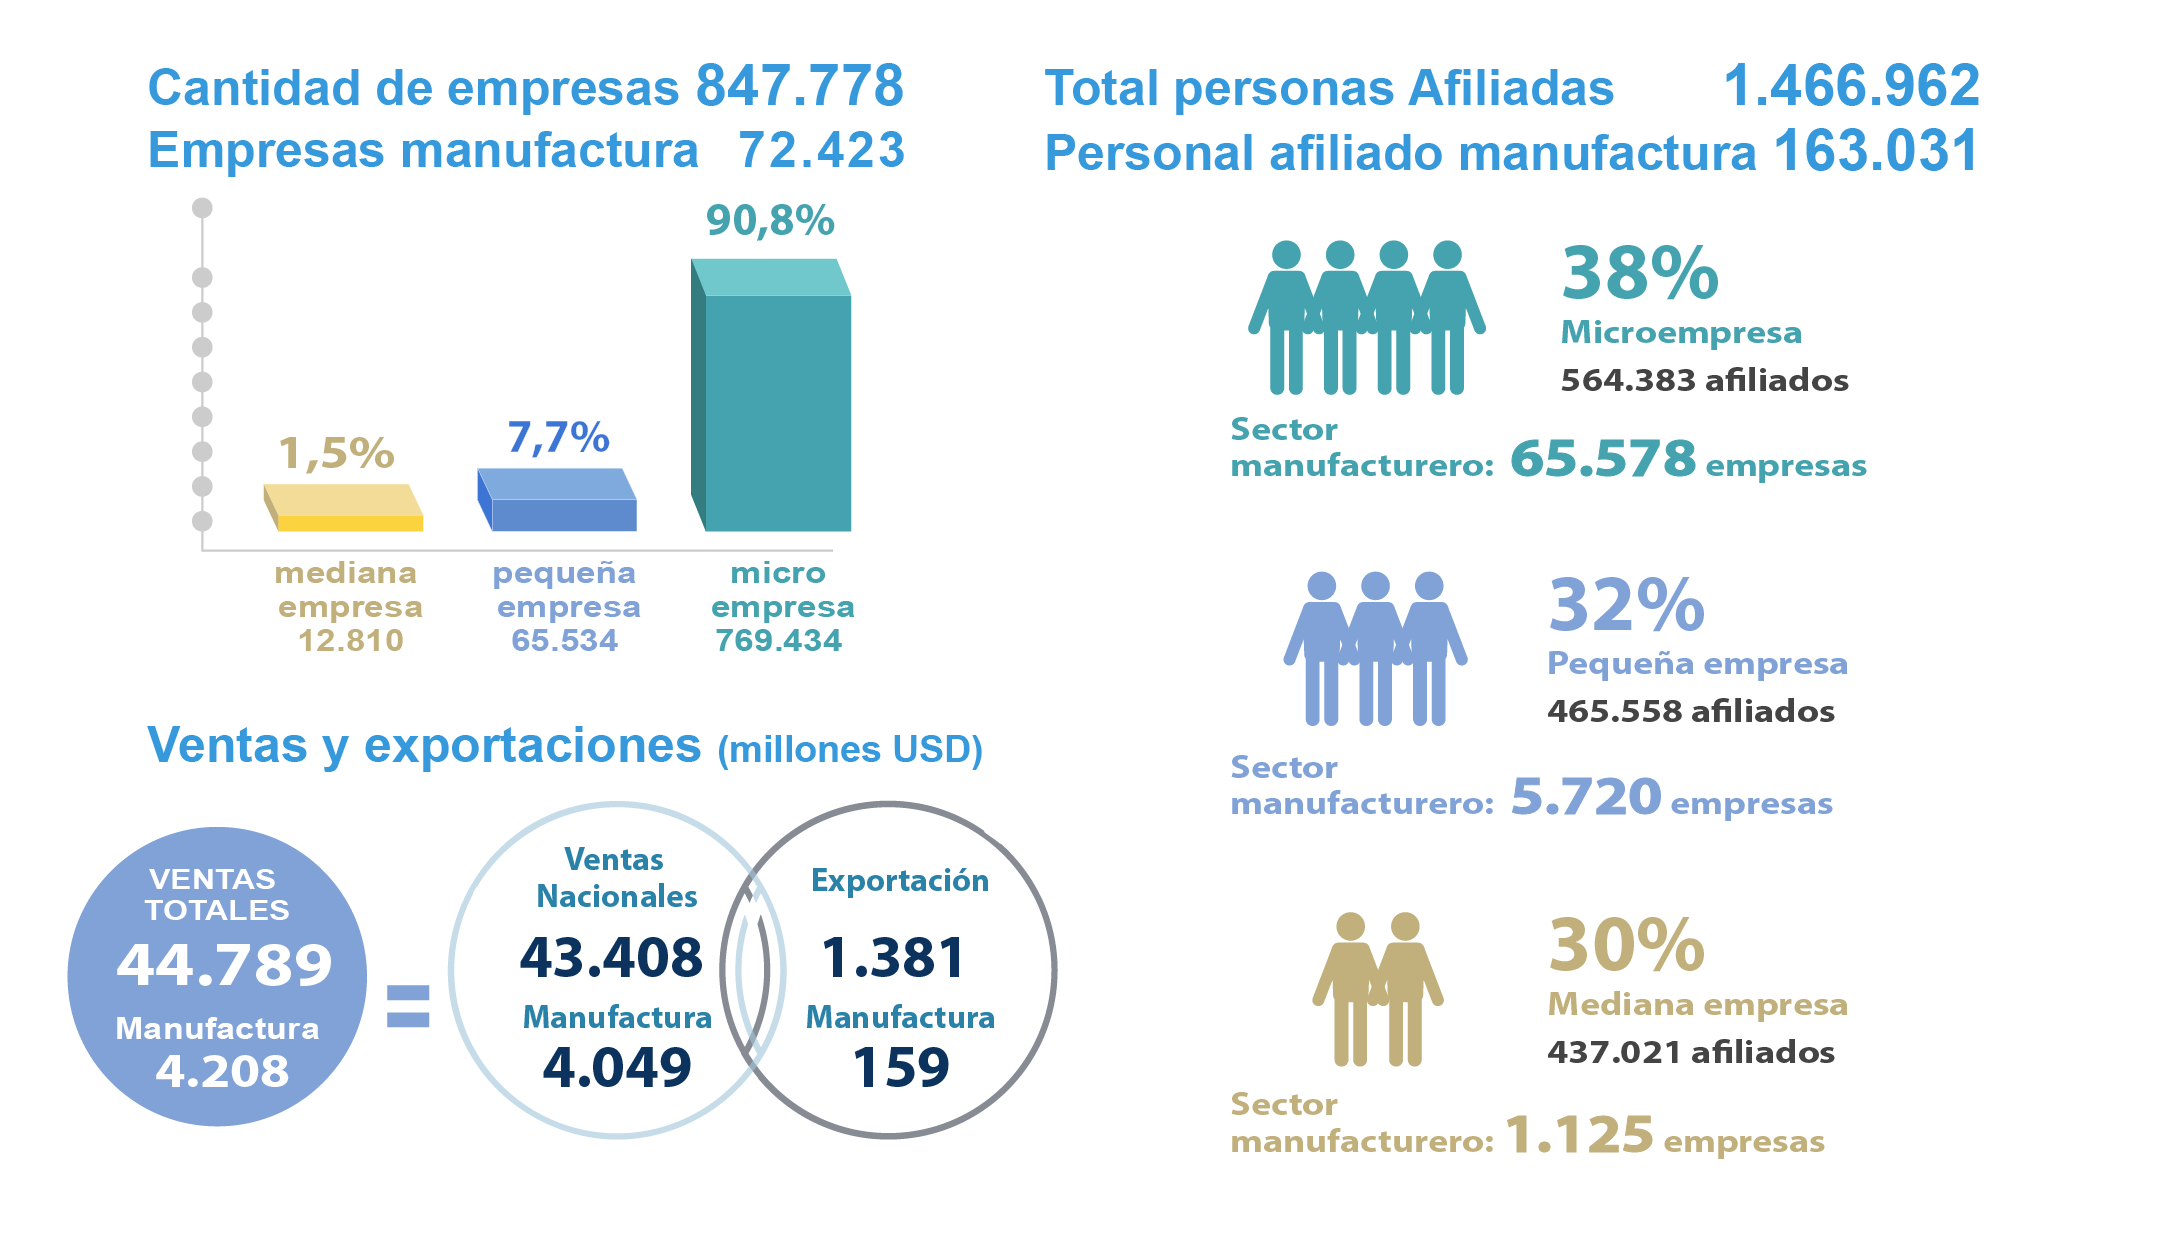 Cantidad de empresas 847.778
Empresas manufactura 72.423
90,8%
7,7%
1,5%
mediana
empresa
12.810
pequeña
empresa
65.534
micro
empresa
769.434
Ventas y exportaciones (millones USD)
VENTAS
TOTALES
44.789
Manufactura
4.208
=
Ventas
Nacionales
43.408
Manufactura
4.049
Exportación
1.381
Manufactura
159
Total personas Afiliadas 1.466.962
Personal afiliado manufactura 163.031
38%
Microempresa
564.383 afiliados
Sector
manufacturero: 65.578 empresas
32%
Pequeña empresa
465.558 afiliados
Sector
manufacturero: 5.720 empresas
30%
Mediana empresa
437.021 afiliados
Sector
manufacturero: 1.125 empresas